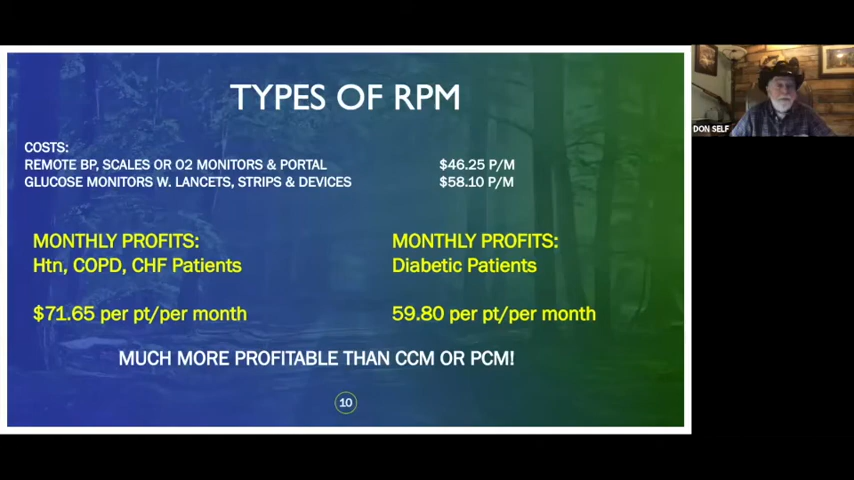 TYPES OF RPM
COSTS:
REMOTE BP, SCALES OR O2 MONITORS & PORTAL $46.25 P/M
GLUCOSE MONITORS W. LANCETS, STRIPS & DEVICES $58.10 P/M
MONTHLY PROFITS:
Htn, COPD, CHF Patients
$71.65 per pt/per month
MONTHLY PROFITS:
Diabetic Patients
59.80 per pt/per month
MUCH MORE PROFITABLE THAN CCM OR PCM!
10
DON SELF